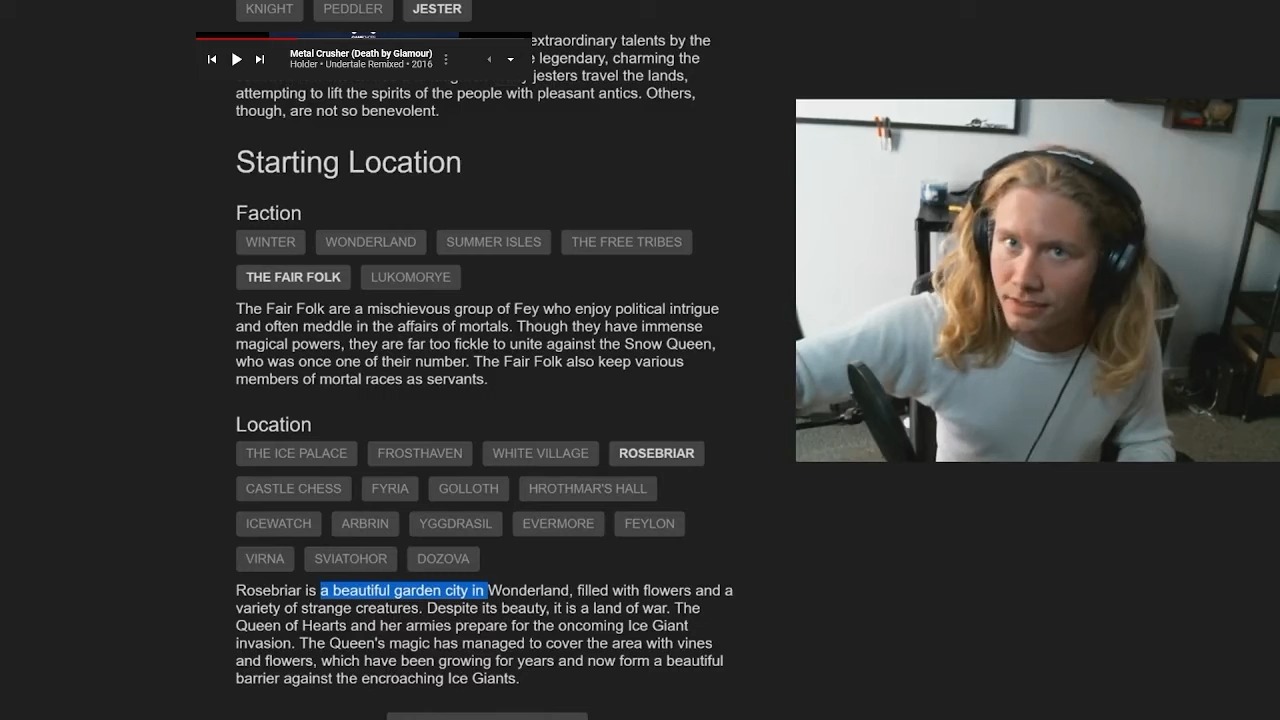 KNIGHT PEDDLER JESTER
Metal Crusher (Death by Glamour)
Holder • Undertale Remixed • 2016
extraordinary talents by the
legendary, charming the
jesters travel the lands,
attempting to lift the spirits of the people with pleasant antics. Others,
though, are not so benevolent.
Starting Location
Faction
WINTER WONDERLAND SUMMER ISLES THE FREE TRIBES
THE FAIR FOLK LUKOMORYE
The Fair Folk are a mischievous group of Fey who enjoy political intrigue
and often meddle in the affairs of mortals. Though they have immense
magical powers, they are far too fickle to unite against the Snow Queen,
who was once one of their number. The Fair Folk also keep various
members of mortal races as servants.
Location
THE ICE PALACE FROSTHAVEN WHITE VILLAGE ROSEBRIAR
CASTLE CHESS FYRIA GOLLOTH HROTHMAR'S HALL
ICEWATCH ARBRIN YGGDRASIL EVERMORE FEYLON
VIRNA SVIATOHOR DOZOVA
Rosebriar is a beautiful garden city in Wonderland, filled with flowers and a
variety of strange creatures. Despite its beauty, it is a land of war. The
Queen of Hearts and her armies prepare for the oncoming Ice Giant
invasion. The Queen's magic has managed to cover the area with vines
and flowers, which have been growing for years and now form a beautiful
barrier against the encroaching Ice Giants.